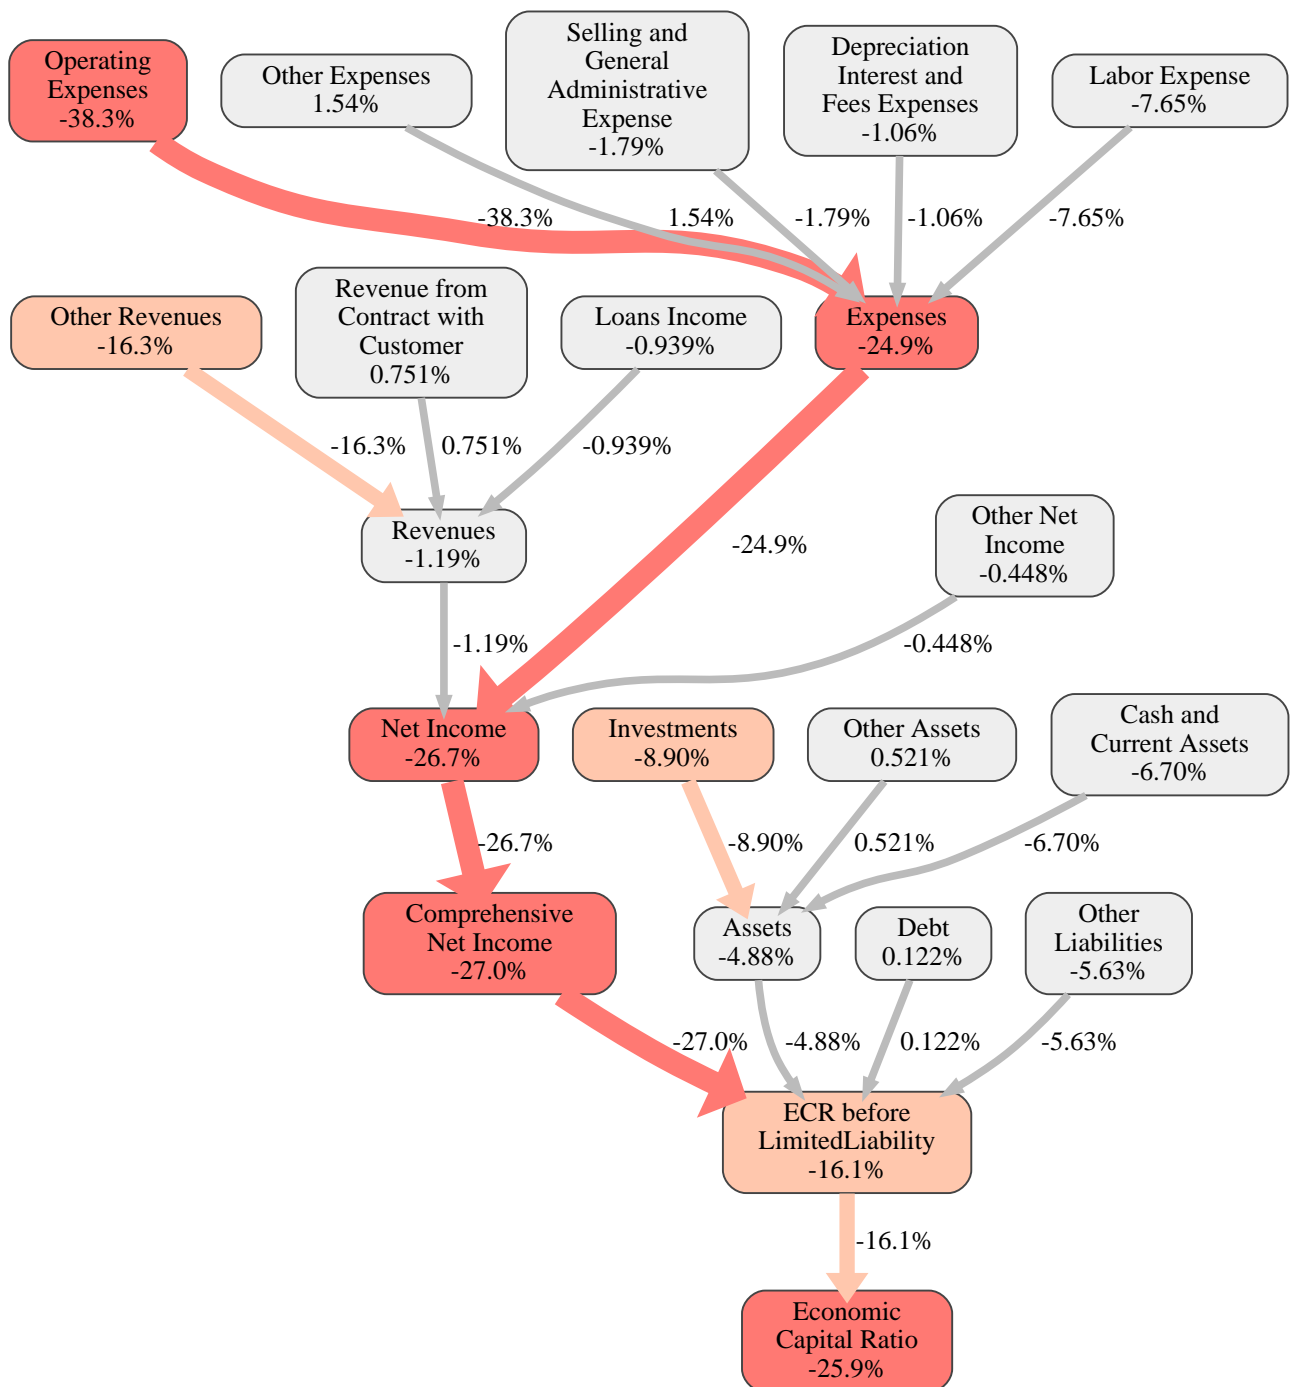 Operating
Expenses
-38.3%
Other Expenses
1.54%
Selling and
General
Administrative
Expense
-1.79%
Depreciation
Interest and
Fees Expenses
-1.06%
Labor Expense
-7.65%
-38.3%
1.54%
-1.79%
-1.06%
-7.65%
Other Revenues
-16.3%
Revenue from
Contract with
Customer
0.751%
Loans Income
-0.939%
Expenses
-24.9%
-16.3%
0.751%
-0.939%
Revenues
-1.19%
-24.9%
Other Net
Income
-0.448%
-1.19%
-0.448%
Net Income
-26.7%
Investments
-8.90%
Other Assets
0.521%
Cash and
Current Assets
-6.70%
-26.7%
-8.90%
0.521%
-6.70%
Comprehensive
Net Income
-27.0%
Assets
-4.88%
Debt
0.122%
Other
Liabilities
-5.63%
-27.0%
-4.88%
0.122%
-5.63%
ECR before
LimitedLiability
-16.1%
-16.1%
Economic
Capital Ratio
-25.9%